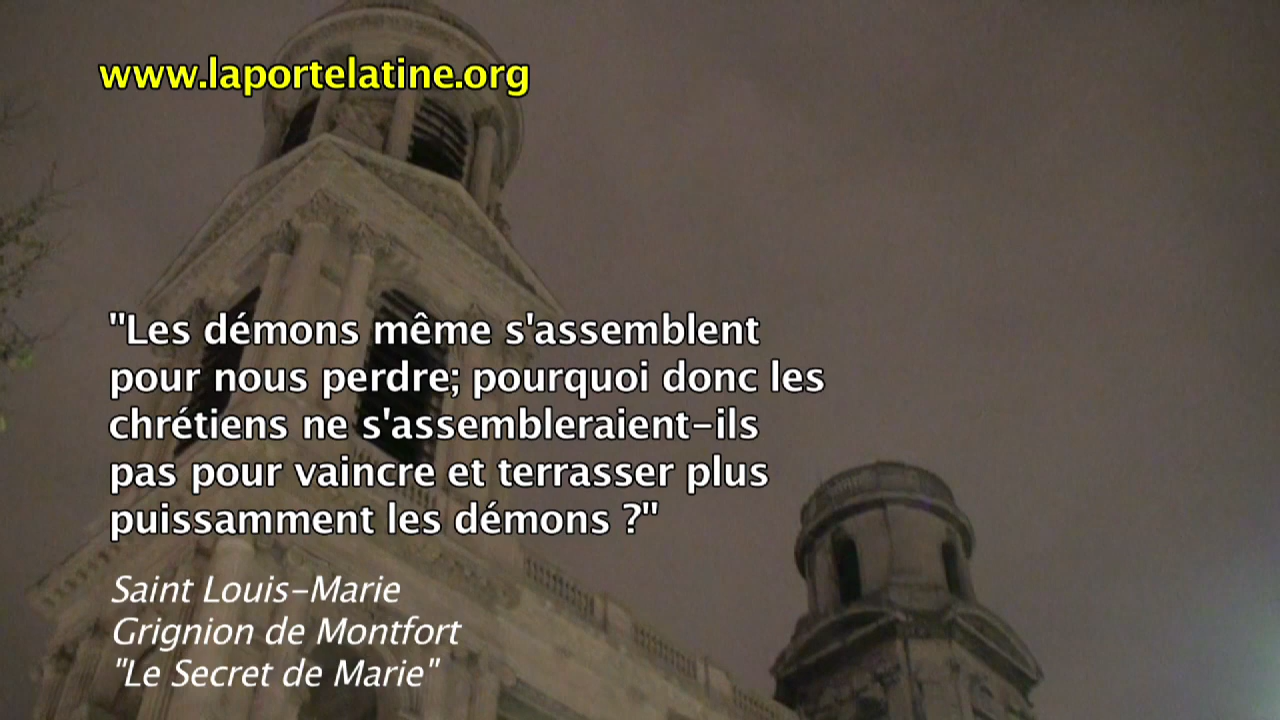 www.laportelatine.org
"Les démons même s'assemblent
pour nous perdre; pourquoi donc les
chrétiens ne s'assembleraient-ils
pas pour vaincre et terrasser plus
puissamment les démons ?"
Saint Louis-Marie
Grignion de Montfort
"Le Secret de Marie"